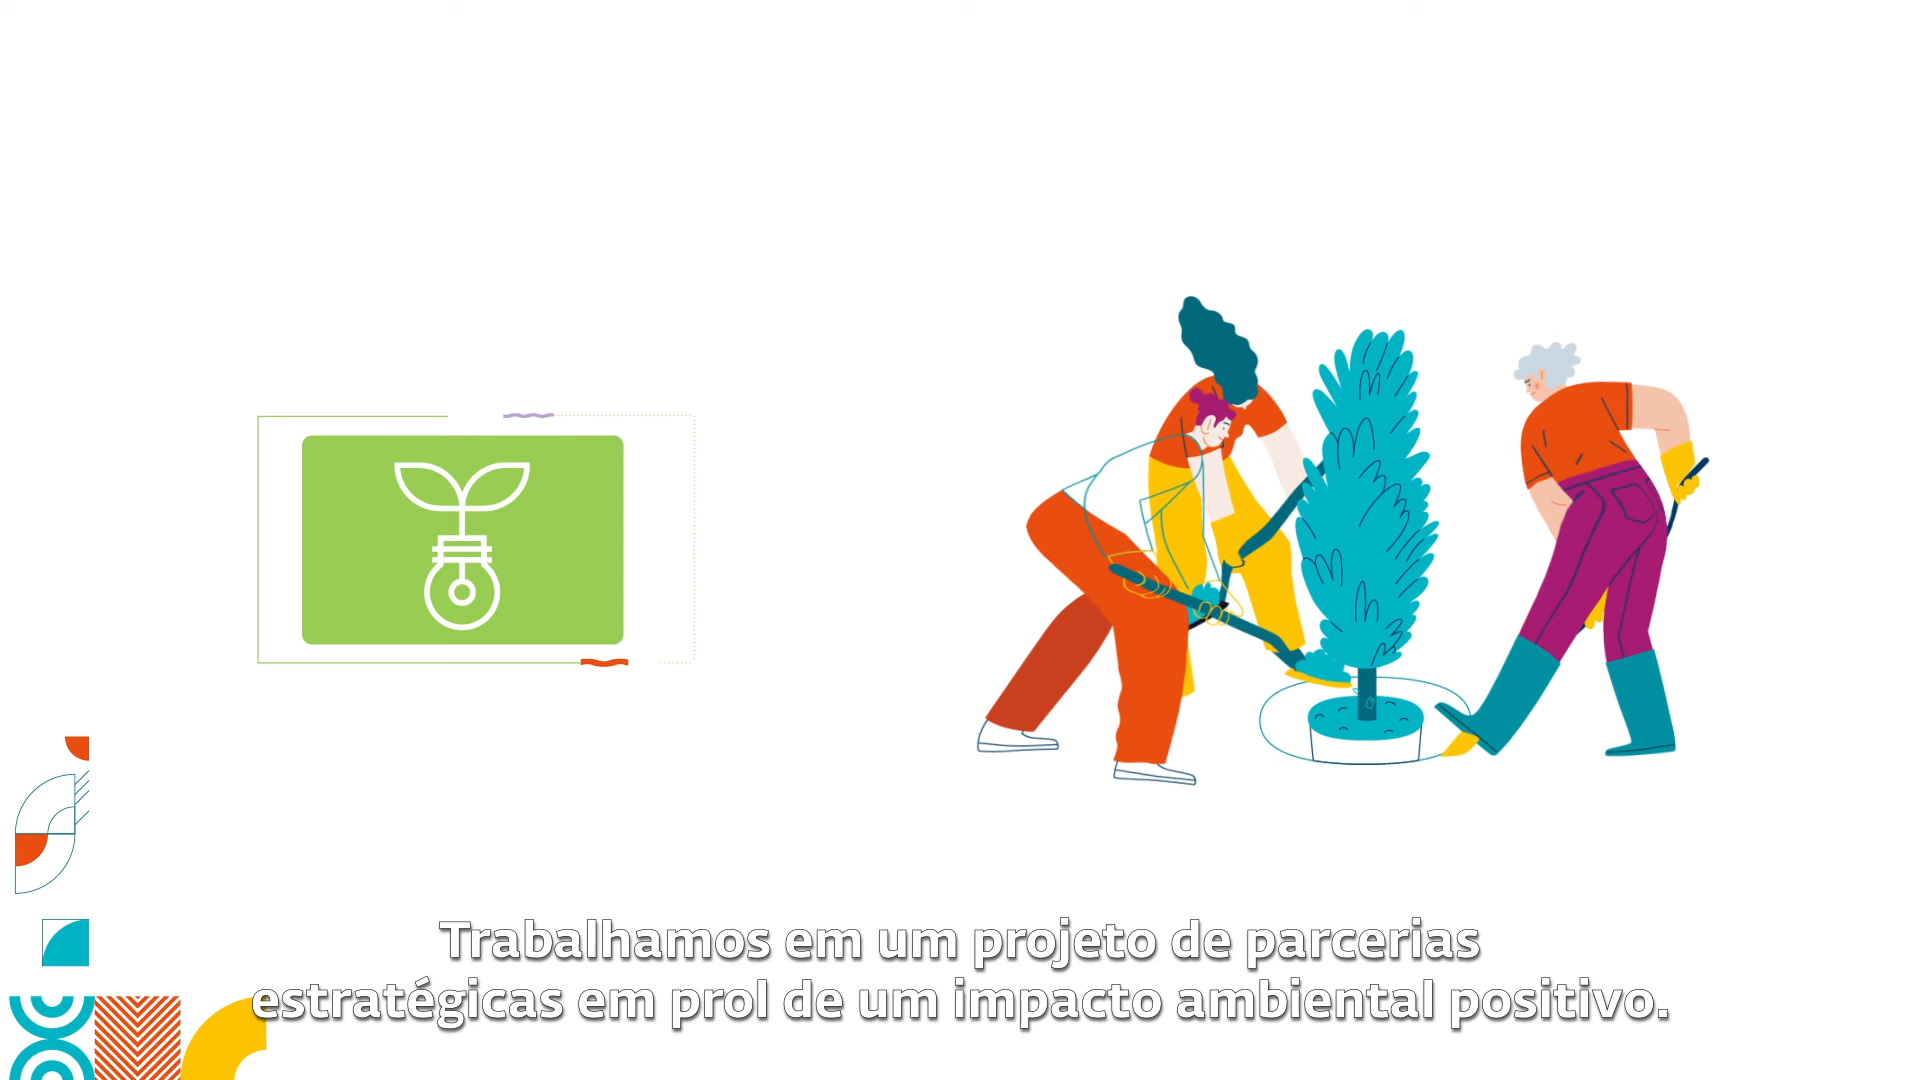 Trabalhamos em um projeto de parcerias
estratégicas em prol de um impacto ambiental positivo.